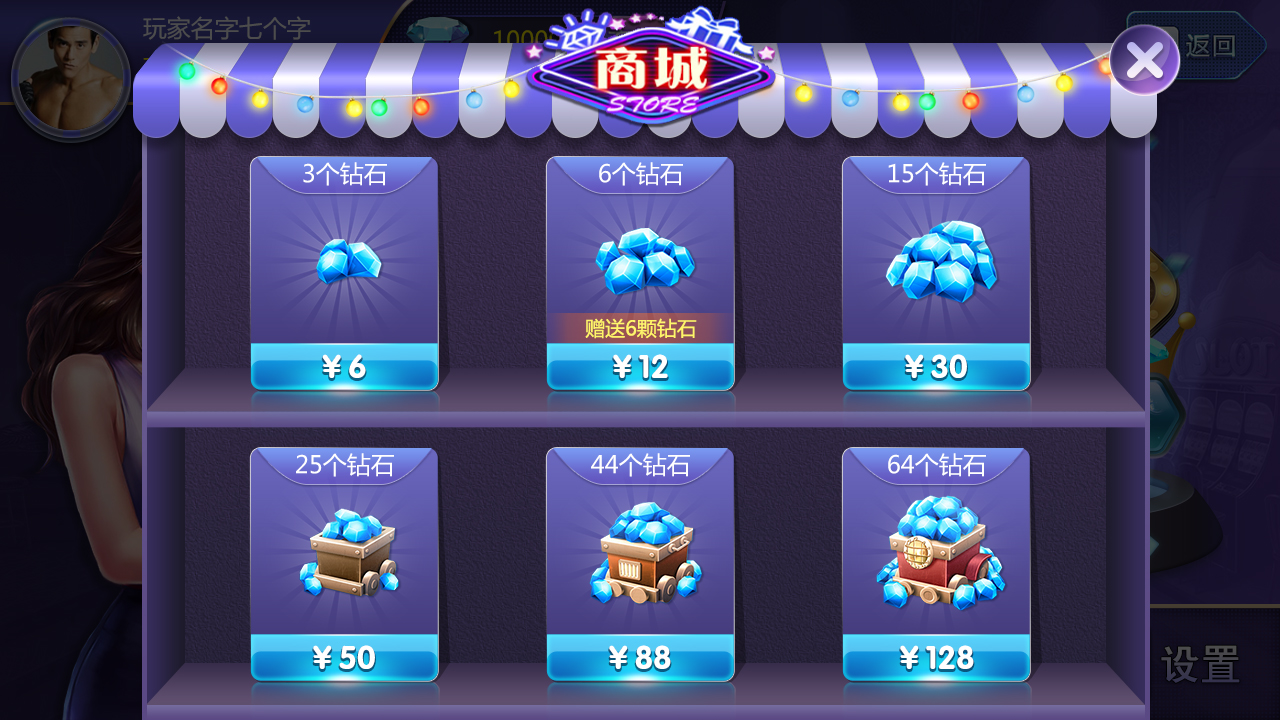 玩家名字七个字
1000
返回
商城
STORE
3个钻石
6个钻石
15个钻石
赠送6颗钻石
¥6
¥12
¥30
25个钻石
44个钻石
64个钻石
¥50
¥88
¥128
SLOT
设置